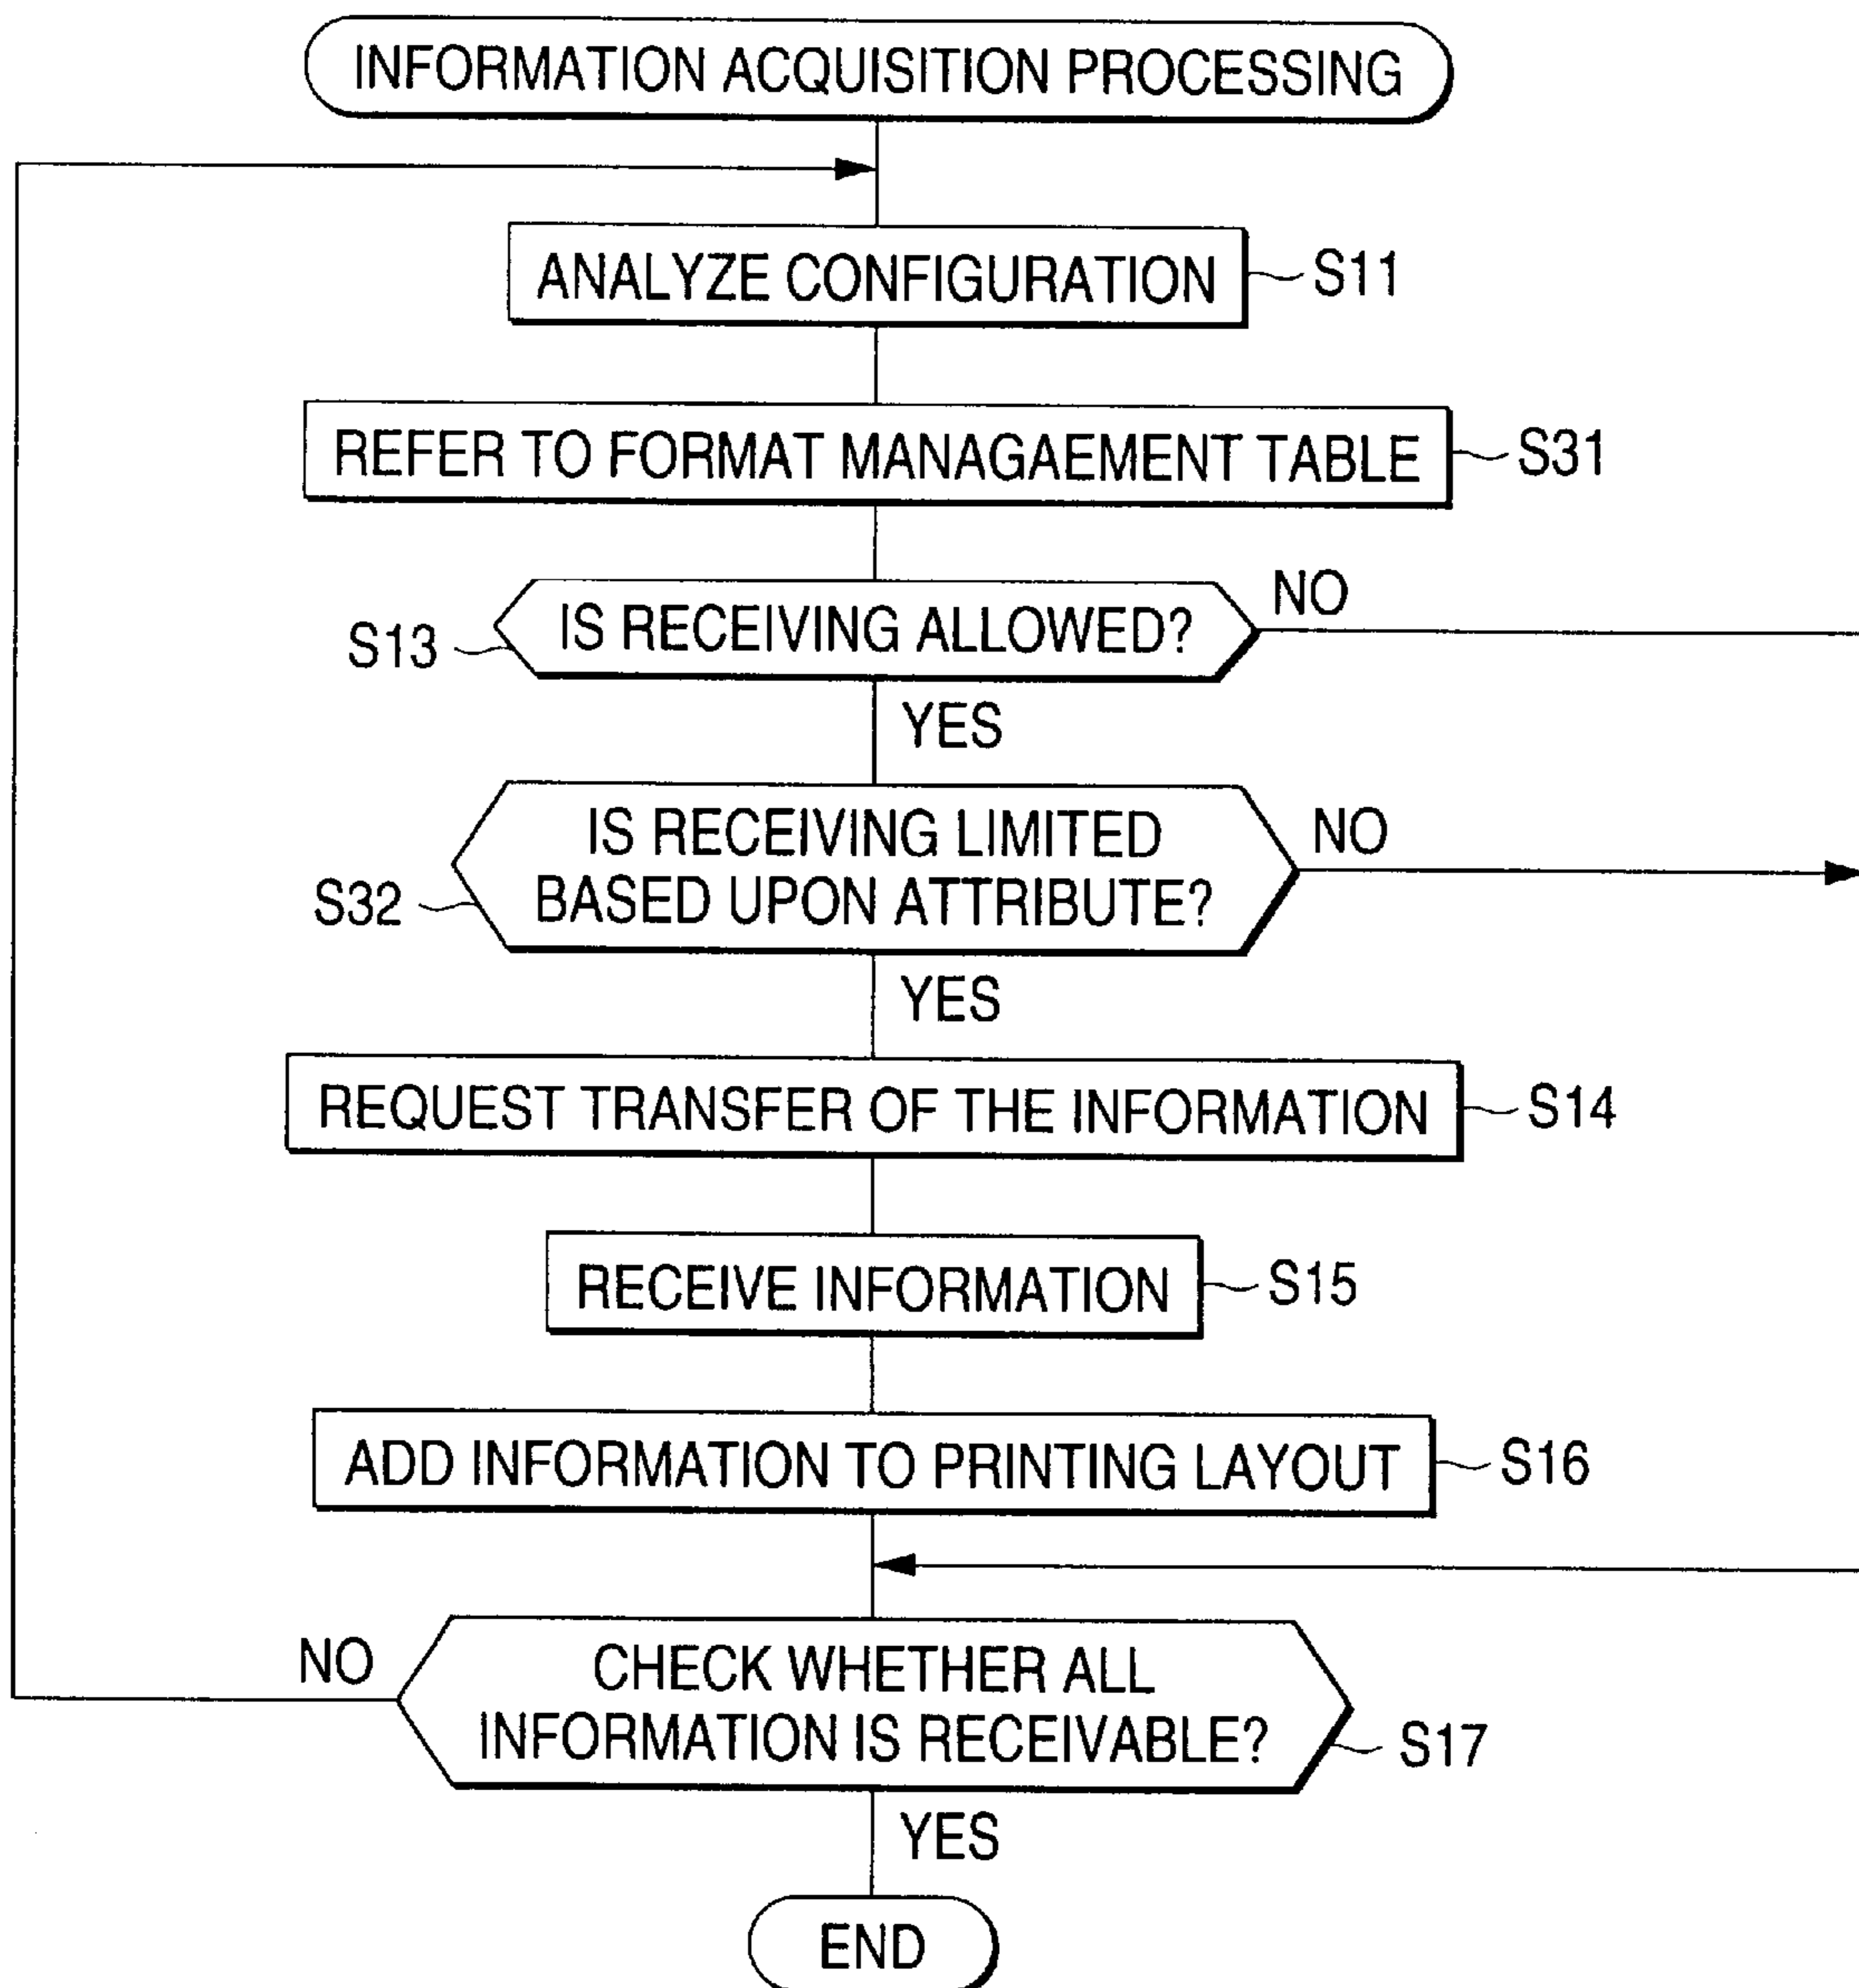 INFORMATION ACQUISITION PROCESSING
ANALYZE CONFIGURATION
S11
REFER TO FORMAT MANAGAEMENT TABLE
S31
IS RECEIVING ALLOWED?
NO
S13
YES
IS RECEIVING LIMITED
BASED UPON ATTRIBUTE?
NO
S32
YES
REQUEST TRANSFER OF THE INFORMATION
S14
RECEIVE INFORMATION
S15
ADD INFORMATION TO PRINTING LAYOUT
S16
NO
CHECK WHETHER ALL
INFORMATION IS RECEIVABLE?
S17
YES
END